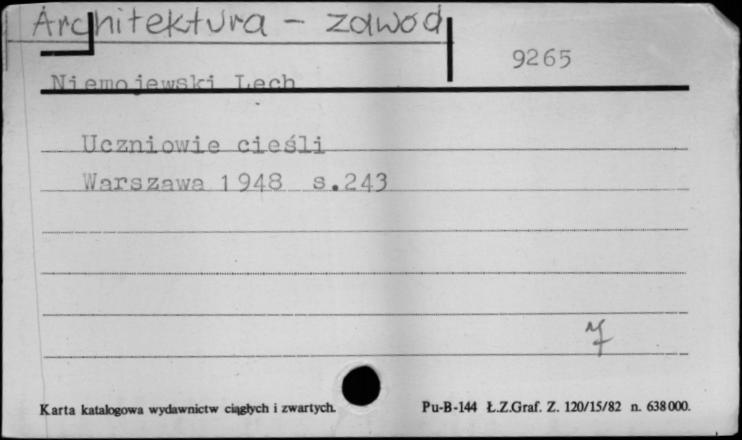 Architektura - zawód
9265
Niemojewski Lech
Uczniowie cieśli
Warszawa 1948 s.243
Karta katalogowa wydawnictw ciągłych i zwartych.
Pu-B-144 Ł.Z.Graf. Z. 120/15/82 n. 638000.